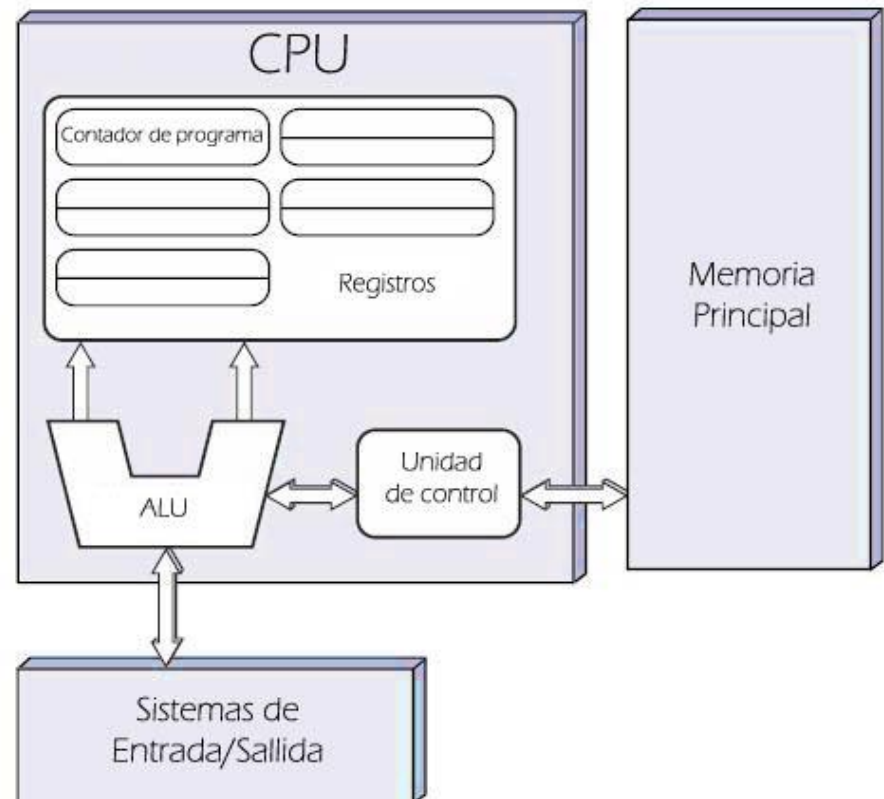 CPU
Contador de programa
Registros
Memoria
Principal
ALU
Unidad
de control
Sistemas de
Entrada/Sallida